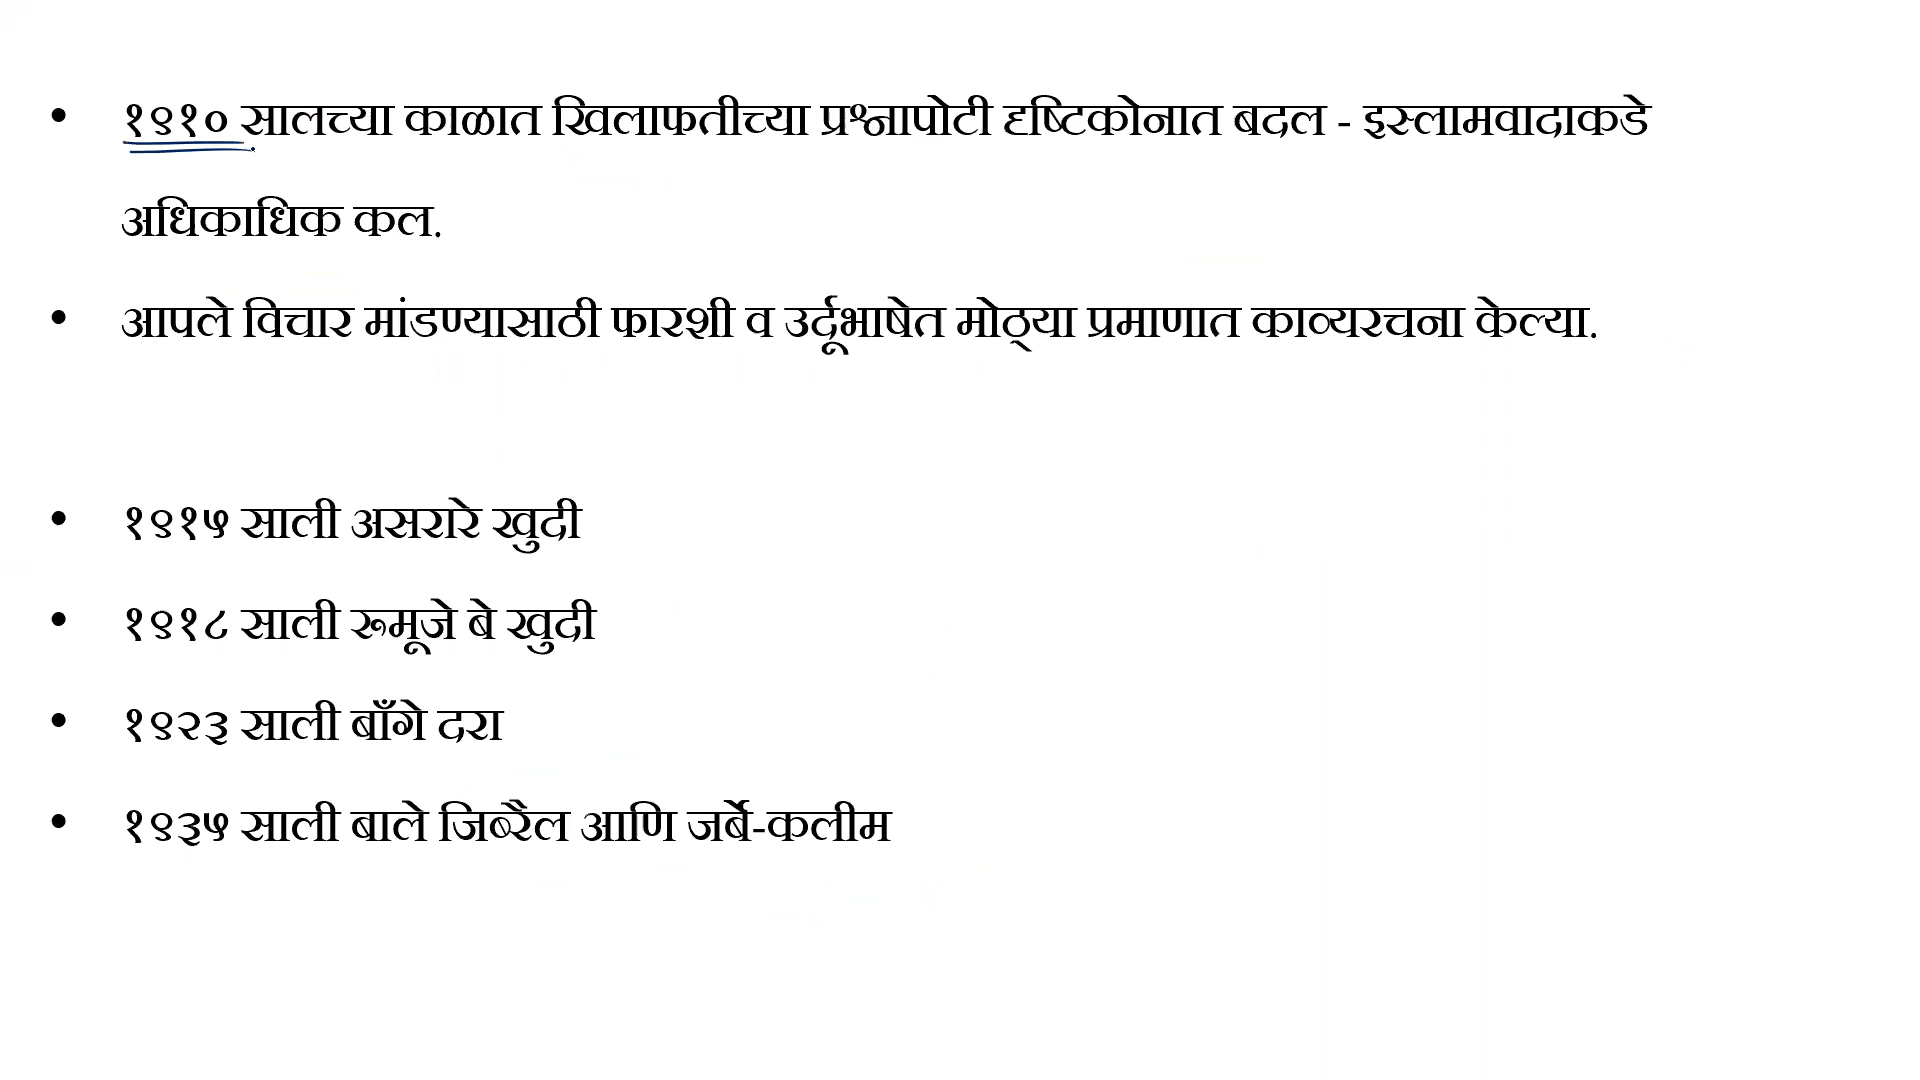 • १९१० सालच्या काळात खिलाफतीच्या प्रश्नापोटी दृष्टिकोनात बदल - इस्लामवादाकडे
अधिकाधिक कल.
• आपले विचार मांडण्यासाठी फारशी व उर्दूभाषेत मोठ्या प्रमाणात काव्यरचना केल्या.
• १९१५ साली असरारे खुदी
• १९१८ साली रूमूजे बे खुदी
• १९२३ साली बाँगे दरा
• १९३५ साली बाले जिब्रैल आणि जर्बे-कलीम